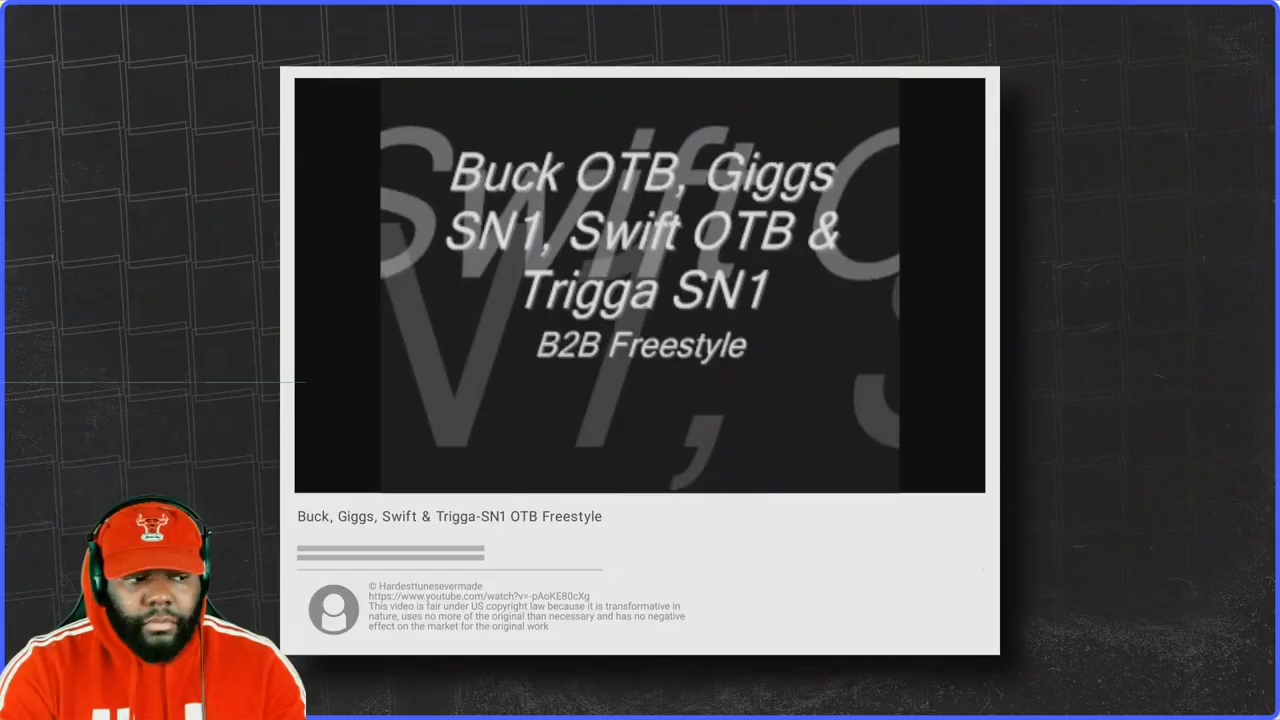 Buck OTB, Giggs
SN1, Swift OTB &
Trigga SN1
B2B Freestyle
Buck, Giggs, Swift & Trigga-SN1 OTB Freestyle
© Hardesttunesevermade
https://www.youtube.com/watch?v=-pAoKE80cXg
This video is fair under US copyright law because it is transformative in
nature, uses no more of the original than necessary and has no negative
effect on the market for the original work